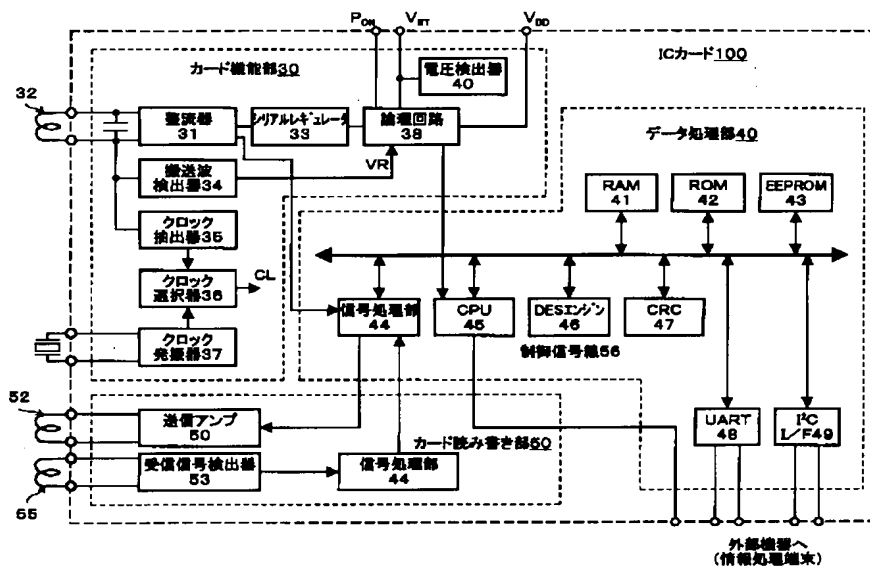 PON VINT VDD
ICカード100
カード機能部30
電圧検出器
40
32
整流器
31
シリアルレギュレータ
33
論理回路
38
VR
搬送波
検出器34
データ処理部40
RAM
41
ROM
42
EEPROM
43
クロック
抽出器35
クロック
選択器36
CL
クロック
発振器37
信号処理部
44
CPU
45
DESエンジン
46
CRC
47
制御信号線56
52
送信アンプ
50
カード読み書き部50
受信信号検出器
53
信号処理部
44
55
UART
48
I²C
I/F49
外部機器へ
(情報処理端末)